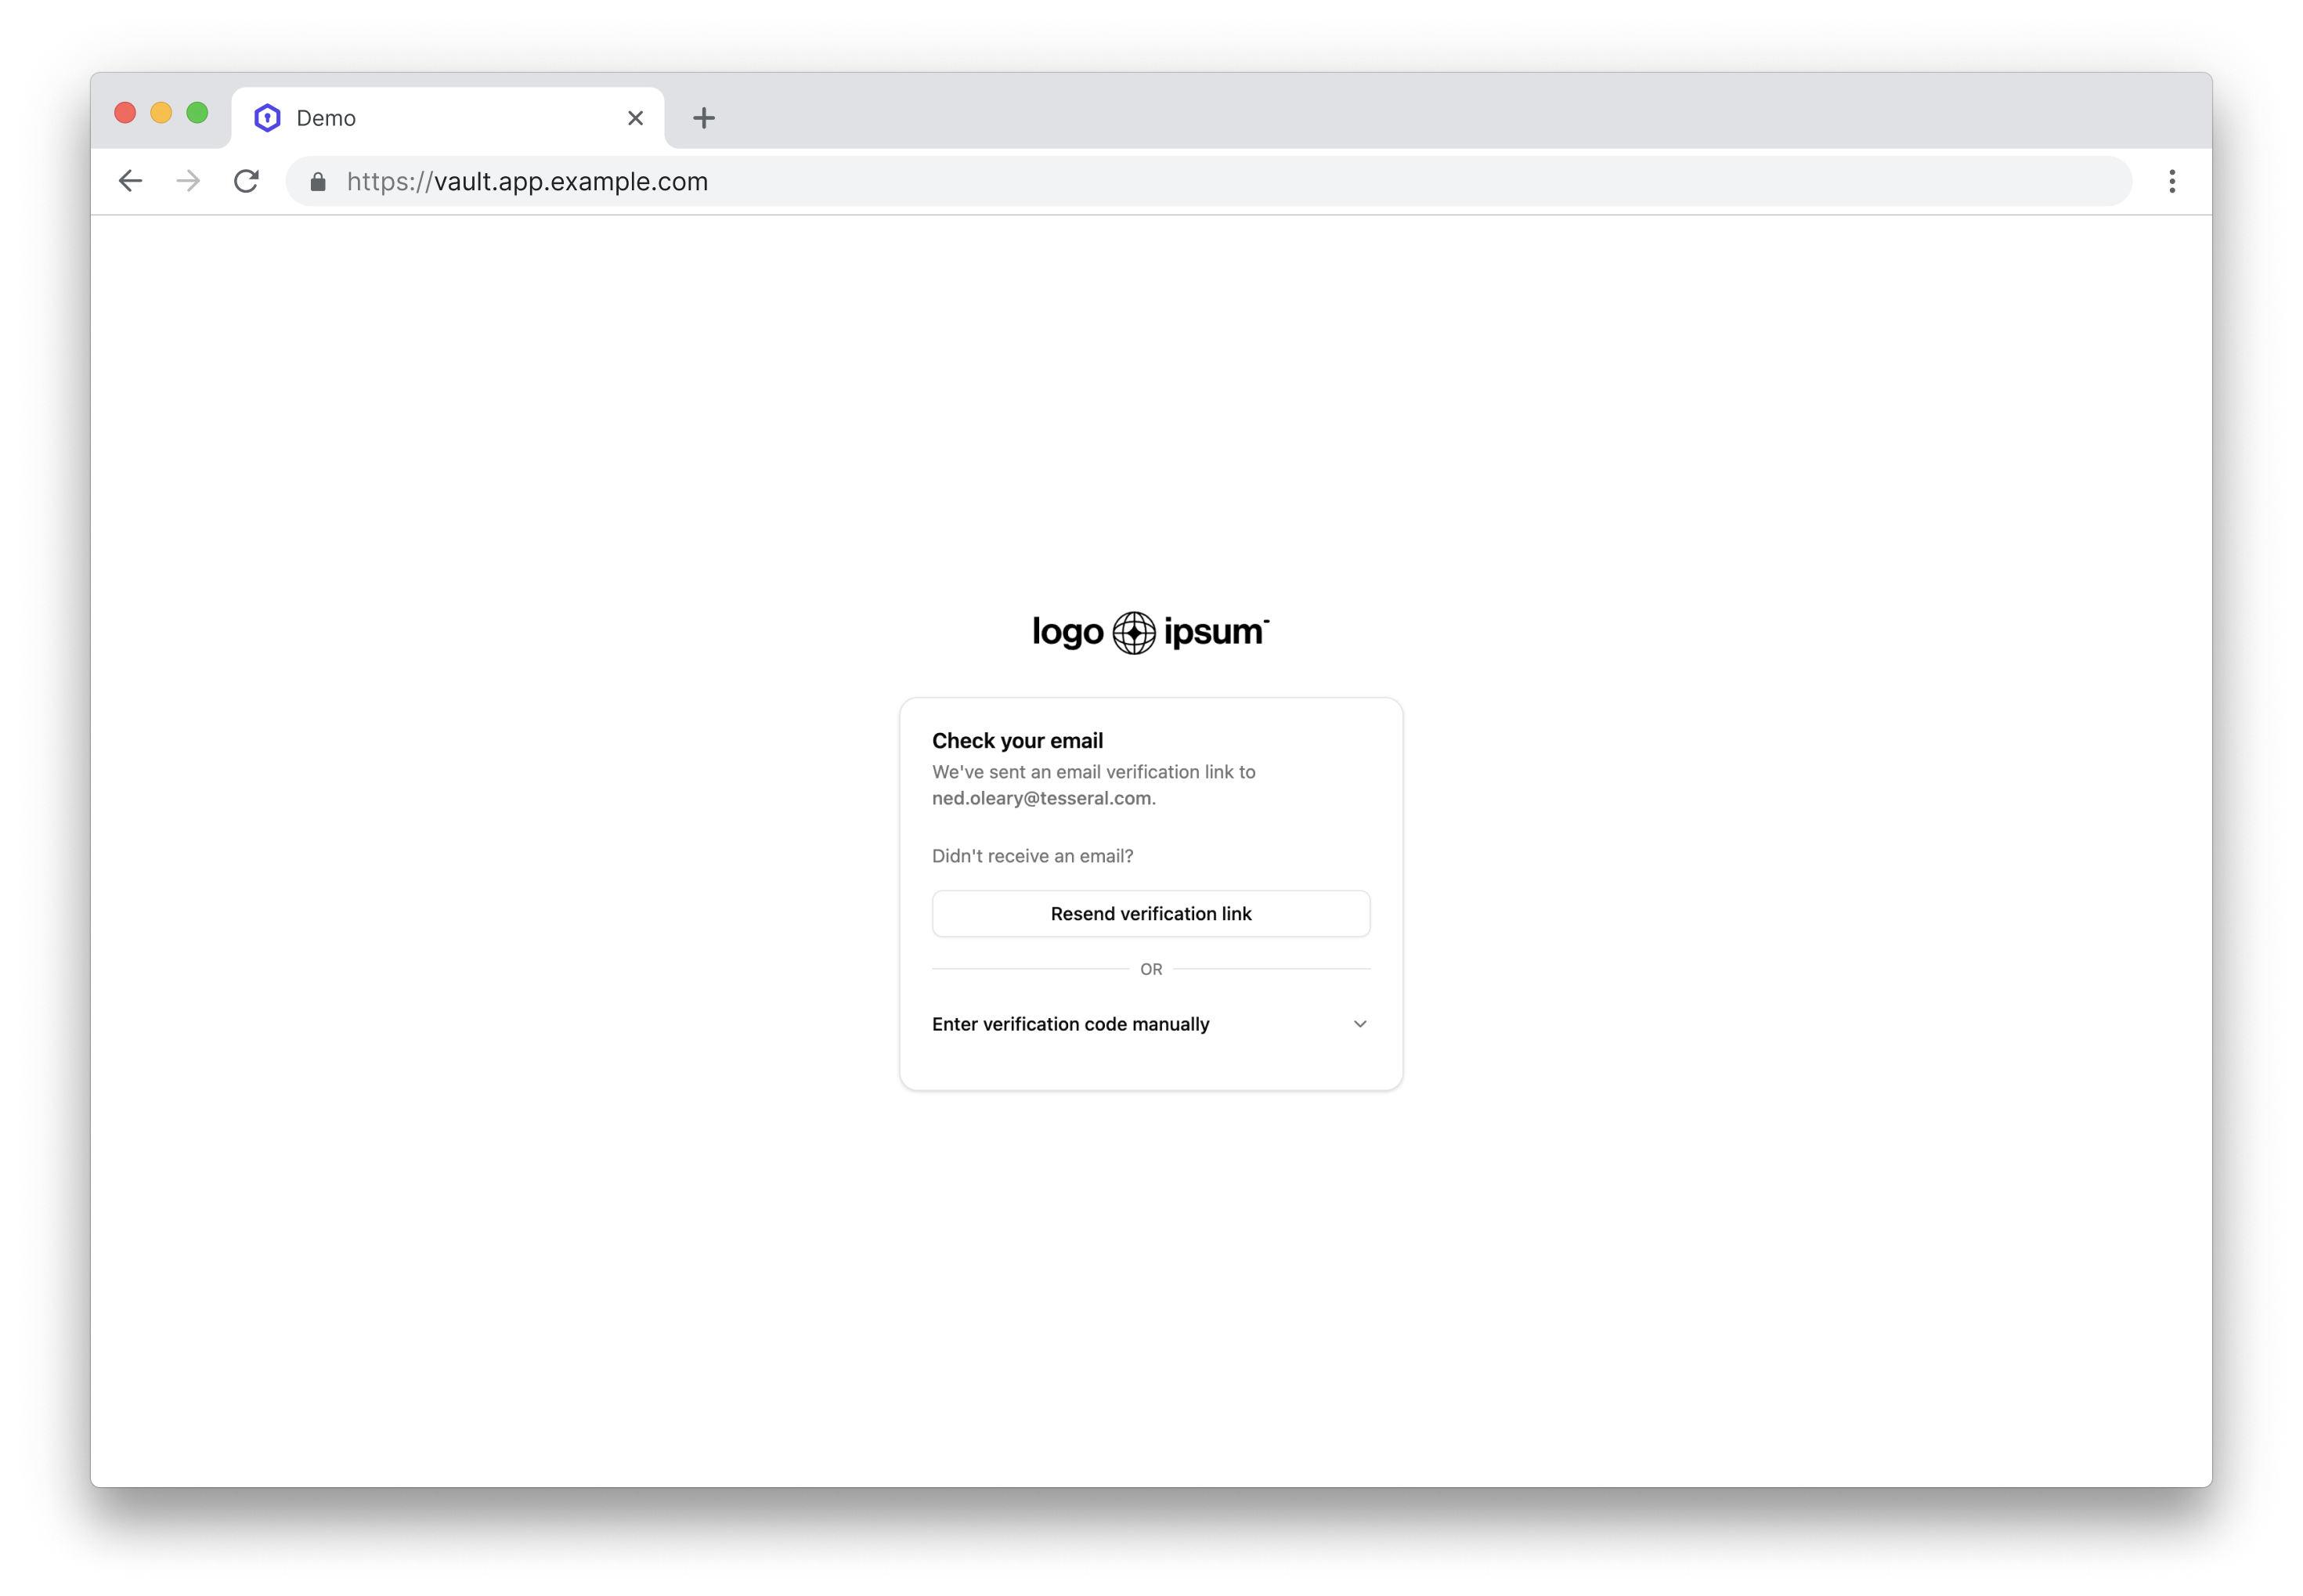 Demo
https://vault.app.example.com
logo ipsum
Check your email
We've sent an email verification link to
ned.oleary@tesseral.com.
Didn't receive an email?
Resend verification link
OR
Enter verification code manually